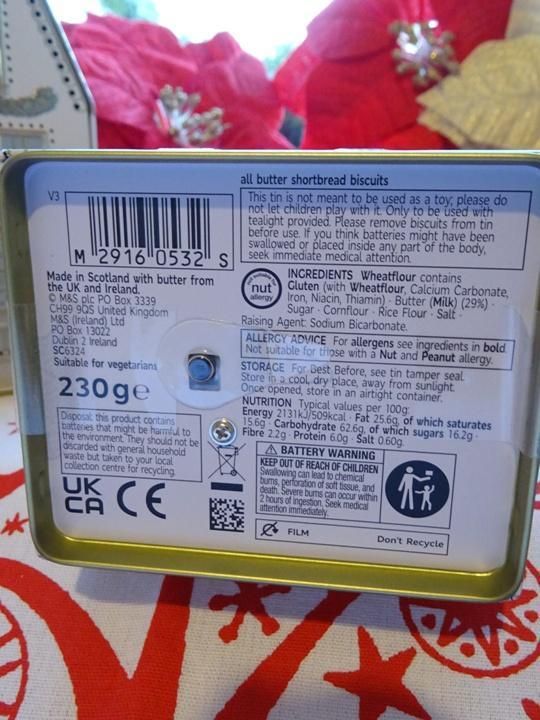 all butter shortbread biscuits
V3
M 2916 0532 S
This tin is not meant to be used as a toy; please do
not let children play with it. Only to be used with
tealight provided. Please remove biscuits from tin
before use. If you think batteries might have been
swallowed or placed inside any part of the body,
seek immediate medical attention.
Made in Scotland with butter from
the UK and Ireland.
© M&S plc PO Box 3339
CH99 9QS United Kingdom
M&S (Ireland) Ltd
PO Box 13022
Dublin 2 Ireland
SC6324
Suitable for vegetarians
230g e
nut
allergy
INGREDIENTS Wheatflour contains
Gluten (with Wheatflour, Calcium Carbonate,
Iron, Niacin, Thiamin) · Butter (Milk) (29%) ·
Sugar · Cornflour · Rice Flour · Salt ·
Raising Agent: Sodium Bicarbonate.
ALLERGY ADVICE For allergens see ingredients in bold.
Not suitable for those with a Nut and Peanut allergy.
STORAGE For Best Before, see tin tamper seal.
Store in a cool, dry place, away from sunlight.
Once opened, store in an airtight container.
NUTRITION Typical values per 100g:
Energy 2131kJ/509kcal · Fat 25.6g, of which saturates
15.6g · Carbohydrate 62.6g, of which sugars 16.2g ·
Fibre 2.2g · Protein 6.0g · Salt 0.60g.
Disposal: this product contains
batteries that might be harmful to
the environment. They should not be
discarded with general household
waste but taken to your local
collection centre for recycling.
UK
CA CE
BATTERY WARNING
KEEP OUT OF REACH OF CHILDREN
Swallowing can lead to chemical
burns, perforation of soft tissue, and
death. Severe burns can occur within
2 hours of ingestion. Seek medical
attention immediately.
FILM
Don't Recycle